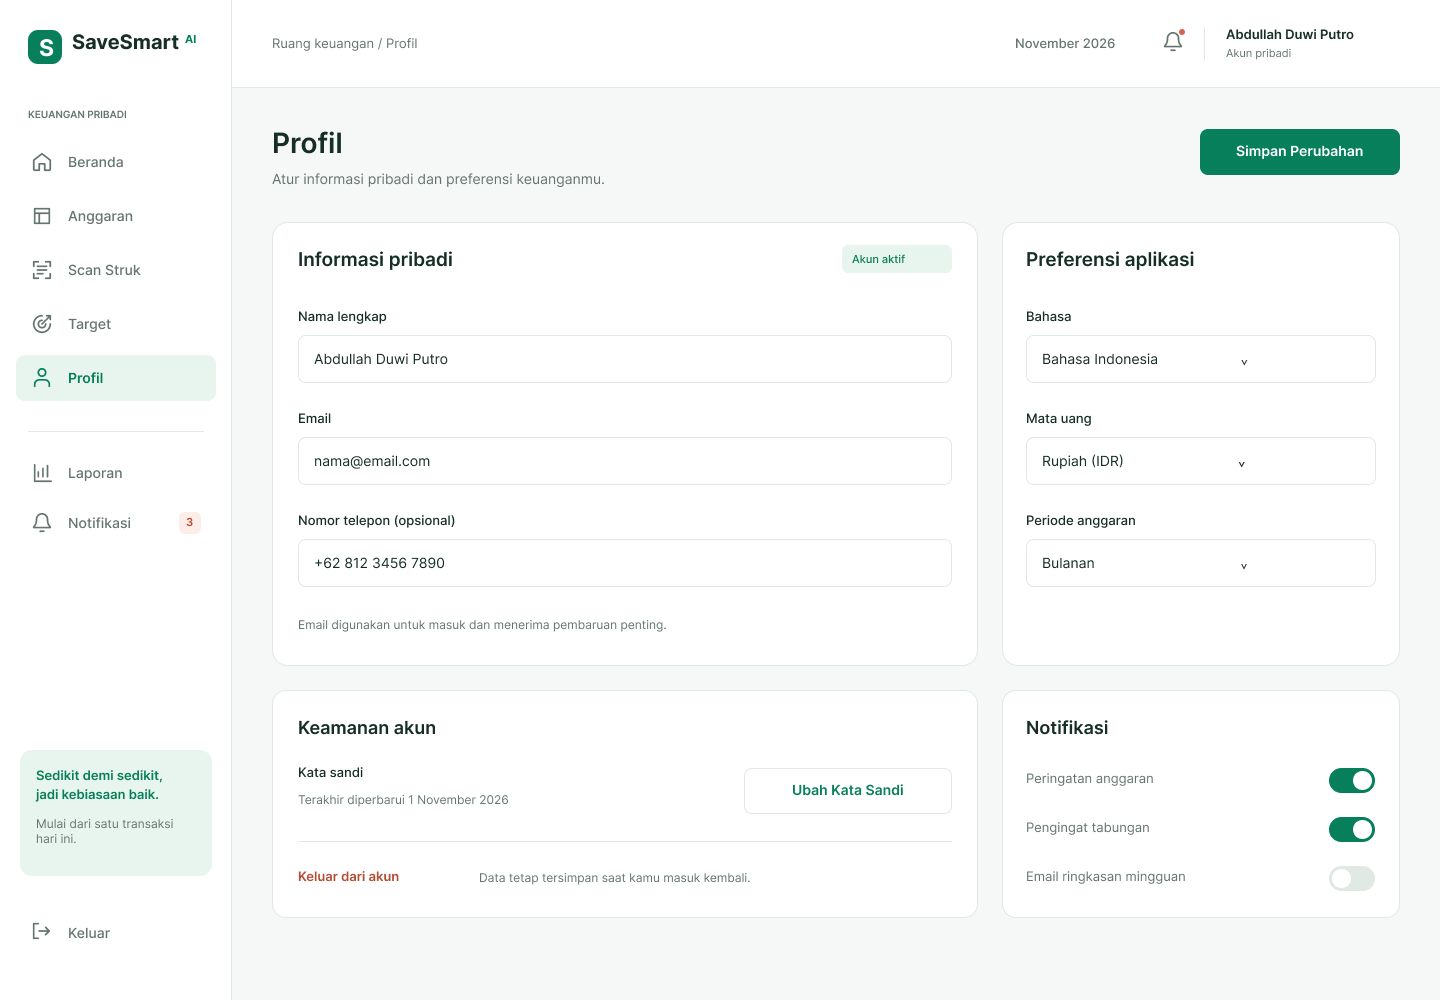 S SaveSmart AI
KEUANGAN PRIBADI
Beranda
Anggaran
Scan Struk
Target
Profil
Laporan
Notifikasi 3
Sedikit demi sedikit,
jadi kebiasaan baik.
Mulai dari satu transaksi
hari ini.
Keluar
Ruang keuangan / Profil
November 2026
Abdullah Duwi Putro
Akun pribadi
Profil
Atur informasi pribadi dan preferensi keuanganmu.
Simpan Perubahan
Informasi pribadi
Akun aktif
Nama lengkap
Abdullah Duwi Putro
Email
nama@email.com
Nomor telepon (opsional)
+62 812 3456 7890
Email digunakan untuk masuk dan menerima pembaruan penting.
Preferensi aplikasi
Bahasa
Bahasa Indonesia v
Mata uang
Rupiah (IDR) v
Periode anggaran
Bulanan v
Keamanan akun
Kata sandi
Terakhir diperbarui 1 November 2026
Ubah Kata Sandi
Keluar dari akun
Data tetap tersimpan saat kamu masuk kembali.
Notifikasi
Peringatan anggaran
Pengingat tabungan
Email ringkasan mingguan